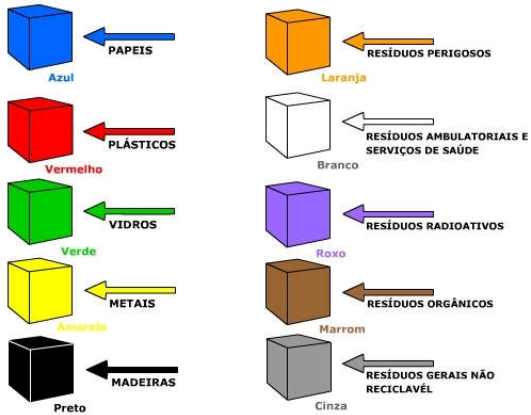 PAPEIS
Azul
PLÁSTICOS
Vermelho
VIDROS
Verde
METAIS
Amarelo
MADEIRAS
Preto
RESÍDUOS PERIGOSOS
Laranja
RESÍDUOS AMBULATORIAIS E
SERVIÇOS DE SAÚDE
Branco
RESÍDUOS RADIOATIVOS
Roxo
RESÍDUOS ORGÂNICOS
Marrom
RESÍDUOS GERAIS NÃO
RECICLAVÉL
Cinza